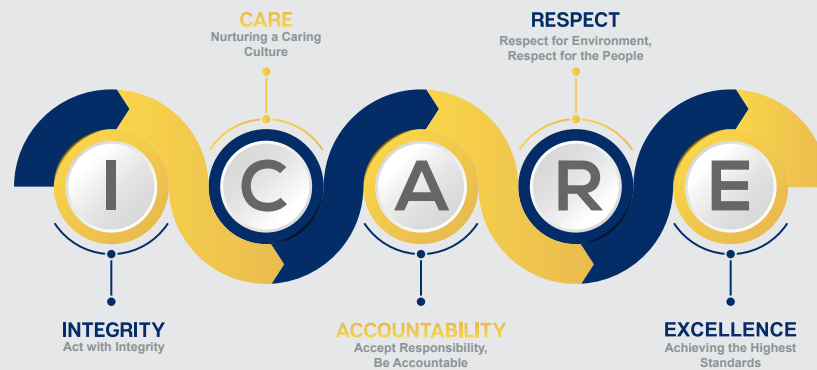 CARE
Nurturing a Caring
Culture
RESPECT
Respect for Environment,
Respect for the People
I
C
A
R
E
INTEGRITY
Act with Integrity
ACCOUNTABILITY
Accept Responsibility,
Be Accountable
EXCELLENCE
Achieving the Highest
Standards